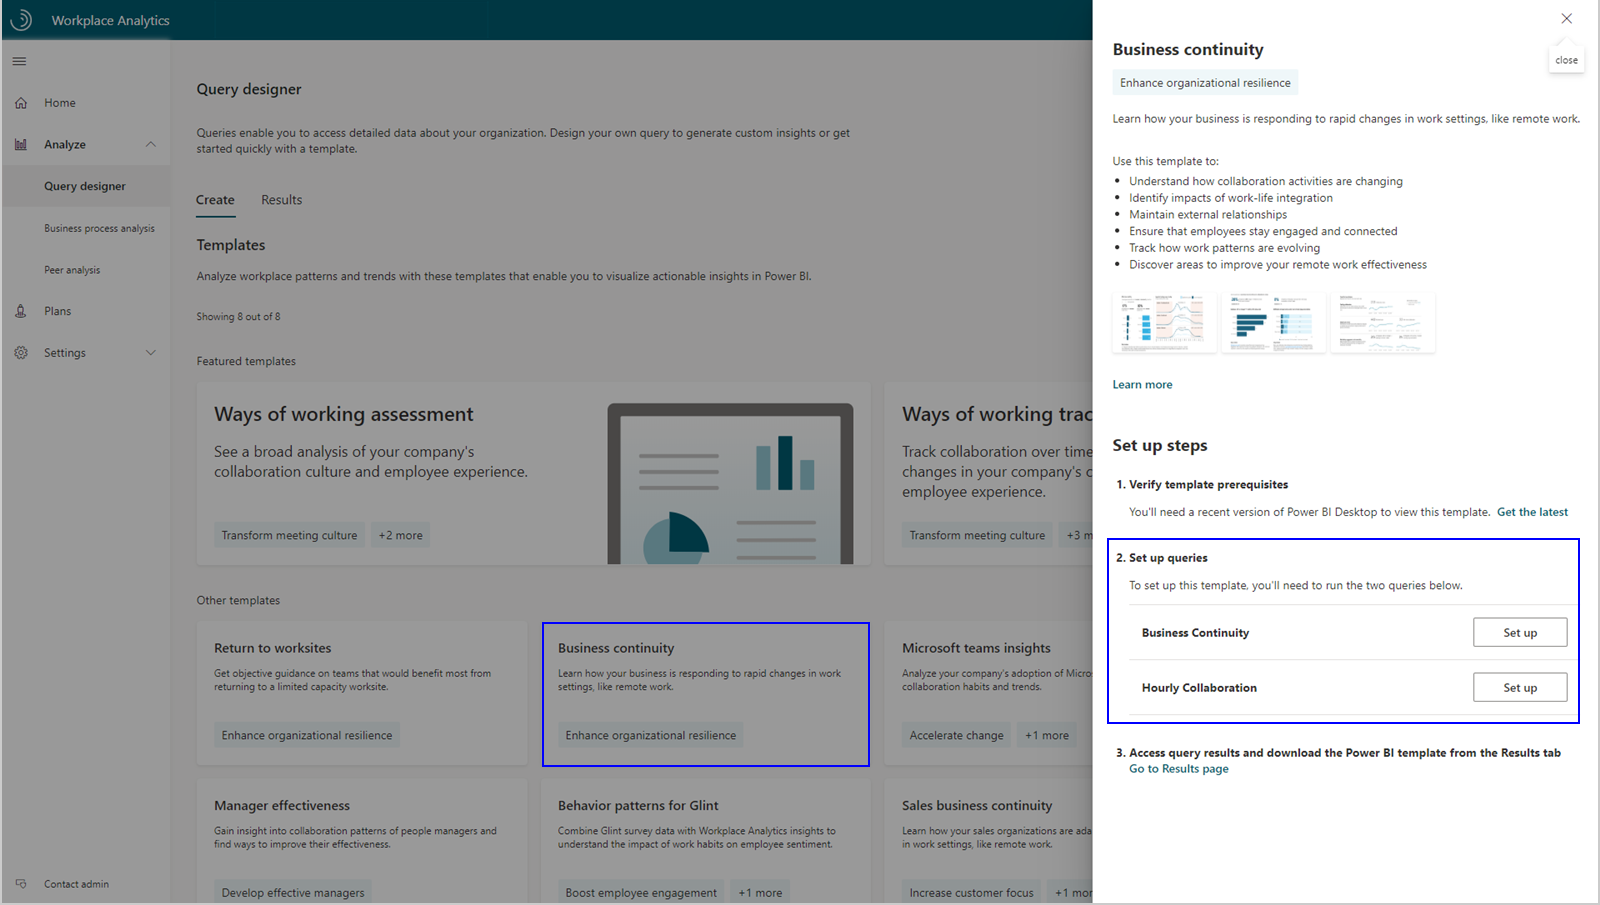 Workplace Analytics
Home
Analyze
Query designer
Business process analysis
Peer analysis
Plans
Settings
Contact admin
Query designer
Queries enable you to access detailed data about your organization. Design your own query to generate custom insights or get
started quickly with a template.
Create
Results
Templates
Analyze workplace patterns and trends with these templates that enable you to visualize actionable insights in Power BI.
Showing 8 out of 8
Featured templates
Ways of working assessment
See a broad analysis of your company's
collaboration culture and employee experience.
Transform meeting culture
+2 more
Ways of working trac
Track collaboration over time
changes in your company's c
employee experience.
Transform meeting culture
+3 m
Other templates
Return to worksites
Get objective guidance on teams that would benefit most from
returning to a limited capacity worksite.
Enhance organizational resilience
Business continuity
Learn how your business is responding to rapid changes in work
settings, like remote work.
Enhance organizational resilience
Microsoft teams insights
Analyze your company's adoption of Micros
collaboration habits and trends.
Accelerate change
+1 more
Manager effectiveness
Gain insight into collaboration patterns of people managers and
find ways to improve their effectiveness.
Develop effective managers
Behavior patterns for Glint
Combine Glint survey data with Workplace Analytics insights to
understand the impact of work habits on employee sentiment.
Boost employee engagement
+1 more
Sales business continuity
Learn how your sales organizations are ada
in work settings, like remote work.
Increase customer focus
+1 mor
close
Business continuity
Enhance organizational resilience
Learn how your business is responding to rapid changes in work settings, like remote work.
Use this template to:
• Understand how collaboration activities are changing
• Identify impacts of work-life integration
• Maintain external relationships
• Ensure that employees stay engaged and connected
• Track how work patterns are evolving
• Discover areas to improve your remote work effectiveness
Learn more
Set up steps
1. Verify template prerequisites
You'll need a recent version of Power BI Desktop to view this template. Get the latest
2. Set up queries
To set up this template, you'll need to run the two queries below.
Business Continuity
Set up
Hourly Collaboration
Set up
3. Access query results and download the Power BI template from the Results tab
Go to Results page